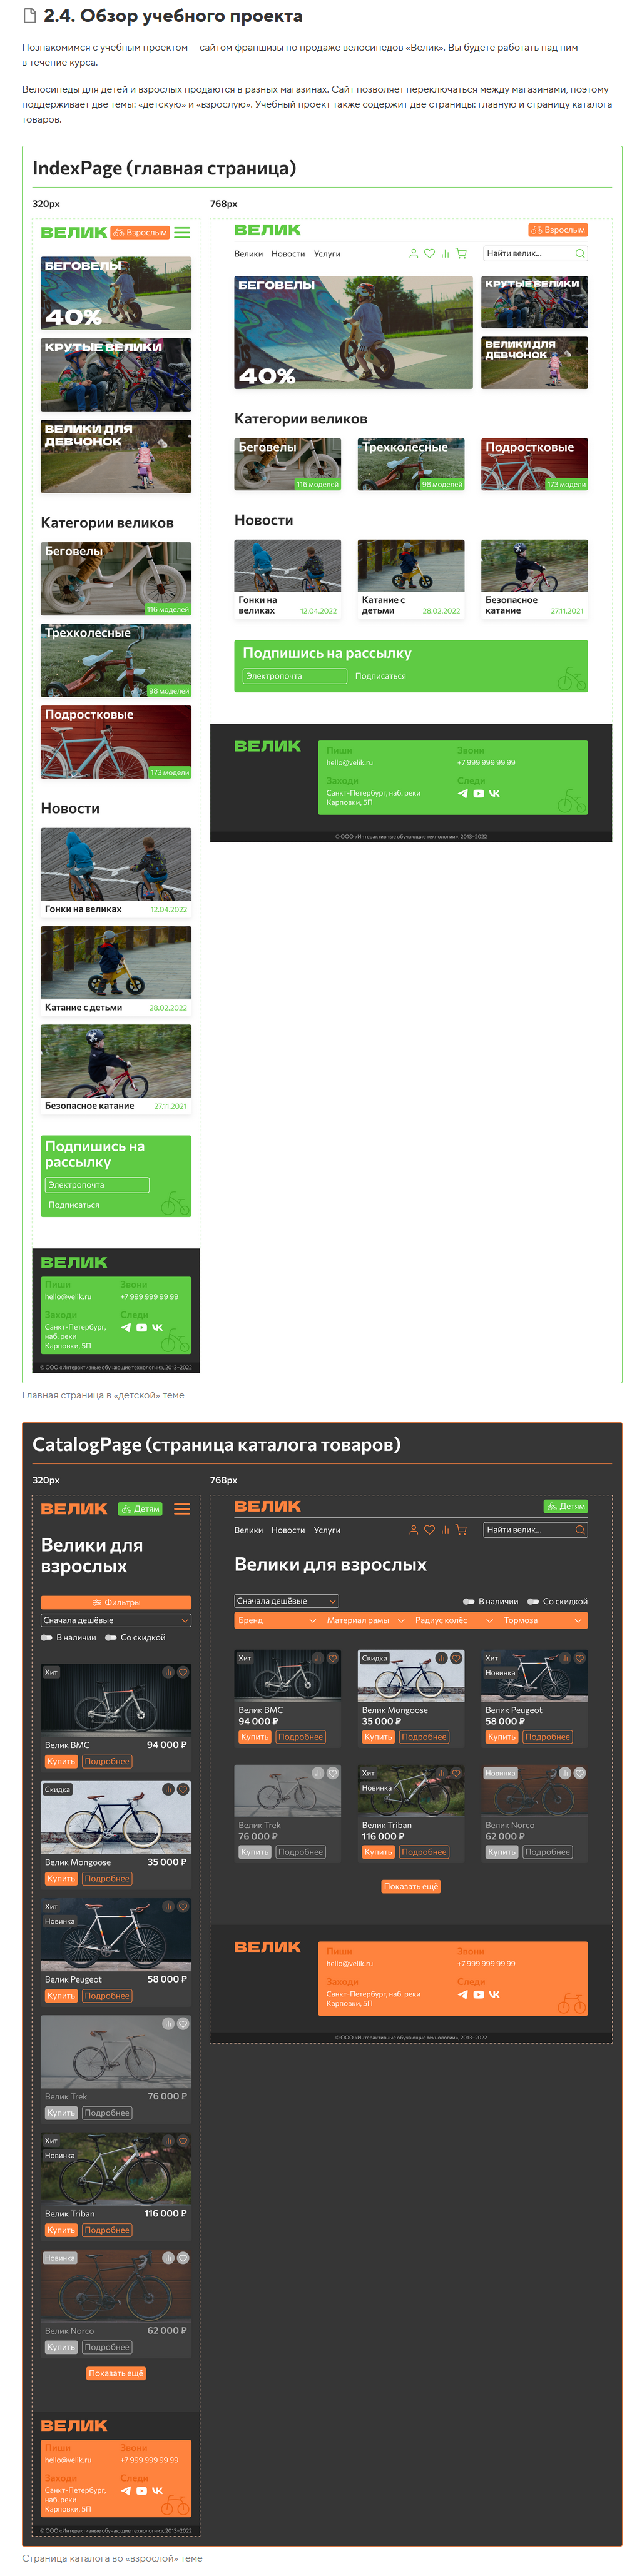 2.4. Обзор учебного проекта
Познакомимся с учебным проектом — сайтом франшизы по продаже велосипедов «Велик». Вы будете работать над ним
в течение курса.
Велосипеды для детей и взрослых продаются в разных магазинах. Сайт позволяет переключаться между магазинами, поэтому
поддерживает две темы: «детскую» и «взрослую». Учебный проект также содержит две страницы: главную и страницу каталога
товаров.
IndexPage (главная страница)
320px
ВЕЛИК
Взрослым
БЕГОВЕЛЫ
40%
КРУТЫЕ ВЕЛИКИ
ВЕЛИКИ ДЛЯ
ДЕВЧОНОК
Категории великов
Беговелы
116 моделей
Трехколесные
98 моделей
Подростковые
173 модели
Новости
Гонки на великах 12.04.2022
Катание с детьми 28.02.2022
Безопасное катание 27.11.2021
Подпишись на
рассылку
Электропочта
Подписаться
ВЕЛИК
Пиши Звони
hello@velik.ru +7 999 999 99 99
Заходи Следи
Санкт-Петербург,
наб. реки
Карповки, 5П
© ООО «Интерактивные обучающие технологии», 2013–2022
768px
ВЕЛИК
Взрослым
Велики Новости Услуги
Найти велик...
БЕГОВЕЛЫ
40%
КРУТЫЕ ВЕЛИКИ
ВЕЛИКИ ДЛЯ
ДЕВЧОНОК
Категории великов
Беговелы Трехколесные Подростковые
116 моделей 98 моделей 173 модели
Новости
Гонки на
великах 12.04.2022
Катание с
детьми 28.02.2022
Безопасное
катание 27.11.2021
Подпишись на рассылку
Электропочта Подписаться
ВЕЛИК
Пиши Звони
hello@velik.ru +7 999 999 99 99
Заходи Следи
Санкт-Петербург, наб. реки
Карповки, 5П
© ООО «Интерактивные обучающие технологии», 2013–2022
Главная страница в «детской» теме
CatalogPage (страница каталога товаров)
320px
ВЕЛИК
Детям
Велики для
взрослых
Фильтры
Сначала дешёвые
В наличии Со скидкой
Хит
Велик BMC 94 000 ₽
Купить Подробнее
Скидка
Велик Mongoose 35 000 ₽
Купить Подробнее
Хит
Новинка
Велик Peugeot 58 000 ₽
Купить Подробнее
Велик Trek 76 000 ₽
Купить Подробнее
Хит
Новинка
Велик Triban 116 000 ₽
Купить Подробнее
Новинка
Велик Norco 62 000 ₽
Купить Подробнее
Показать ещё
ВЕЛИК
Пиши Звони
hello@velik.ru +7 999 999 99 99
Заходи Следи
Санкт-Петербург,
наб. реки
Карповки, 5П
© ООО «Интерактивные обучающие технологии», 2013–2022
768px
ВЕЛИК
Детям
Велики Новости Услуги
Найти велик...
Велики для взрослых
Сначала дешёвые
В наличии Со скидкой
Бренд Материал рамы Радиус колёс Тормоза
Хит
Велик BMC
94 000 ₽
Купить Подробнее
Скидка
Велик Mongoose
35 000 ₽
Купить Подробнее
Хит
Новинка
Велик Peugeot
58 000 ₽
Купить Подробнее
Велик Trek
76 000 ₽
Купить Подробнее
Хит
Новинка
Велик Triban
116 000 ₽
Купить Подробнее
Новинка
Велик Norco
62 000 ₽
Купить Подробнее
Показать ещё
ВЕЛИК
Пиши Звони
hello@velik.ru +7 999 999 99 99
Заходи Следи
Санкт-Петербург, наб. реки
Карповки, 5П
© ООО «Интерактивные обучающие технологии», 2013–2022
Страница каталога во «взрослой» теме